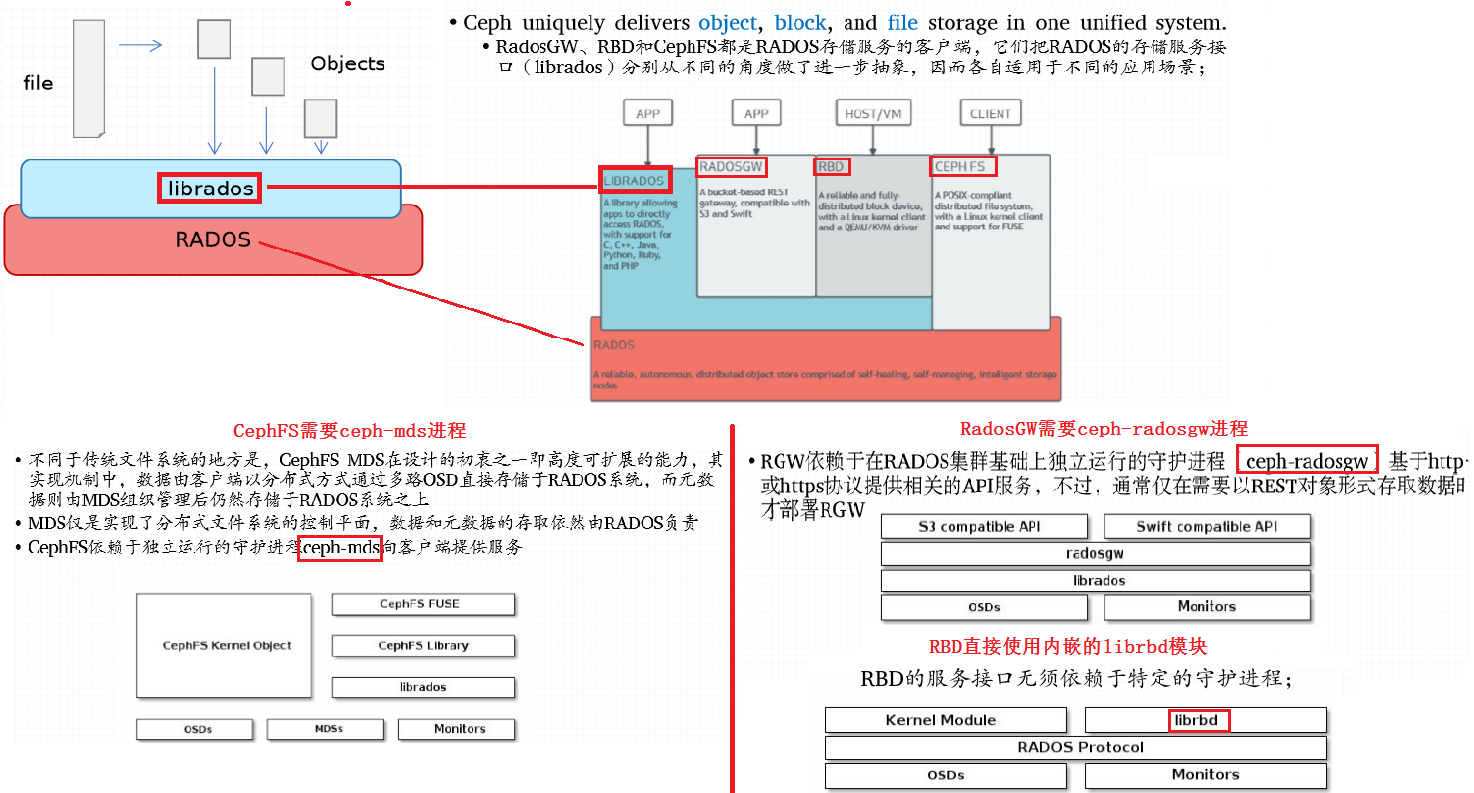 file
Objects
librados
RADOS
• Ceph uniquely delivers object, block, and file storage in one unified system.
• RadosGW、RBD和CephFS都是RADOS存储服务的客户端，它们把RADOS的存储服务接
口（librados）分别从不同的角度做了进一步抽象，因而各自适用于不同的应用场景；
APP
APP
HOST/VM
CLIENT
LIBRADOS
A library allowing
apps to directly
access RADOS,
with support for
C, C++, Java,
Python, Ruby,
and PHP
RADOSGW
A bucket-based REST
gateway, compatible with
S3 and Swift
RBD
A reliable and fully-
distributed block device,
with a Linux kernel client
and a QEMU/KVM driver
CEPH FS
A POSIX-compliant
distributed file system,
with a Linux kernel client
and support for FUSE
RADOS
A reliable, autonomous, distributed object store comprised of self-healing, self-managing, intelligent storage
nodes
CephFS需要ceph-mds进程
• 不同于传统文件系统的地方是，CephFS MDS在设计的初衷之一即高度可扩展的能力，其
实现机制中，数据由客户端以分布式方式通过多路OSD直接存储于RADOS系统，而元数
据则由MDS组织管理后仍然存储于RADOS系统之上
• MDS仅是实现了分布式文件系统的控制平面，数据和元数据的存取依然由RADOS负责
• CephFS依赖于独立运行的守护进程ceph-mds向客户端提供服务
CephFS Kernel Object
CephFS FUSE
CephFS Library
librados
OSDs
MDSs
Monitors
RadosGW需要ceph-radosgw进程
• RGW依赖于在RADOS集群基础上独立运行的守护进程（ceph-radosgw）基于http
或https协议提供相关的API服务，不过，通常仅在需要以REST对象形式存取数据时
才部署RGW
S3 compatible API
Swift compatible API
radosgw
librados
OSDs
Monitors
RBD直接使用内嵌的librbd模块
RBD的服务接口无须依赖于特定的守护进程；
Kernel Module
librbd
RADOS Protocol
OSDs
Monitors